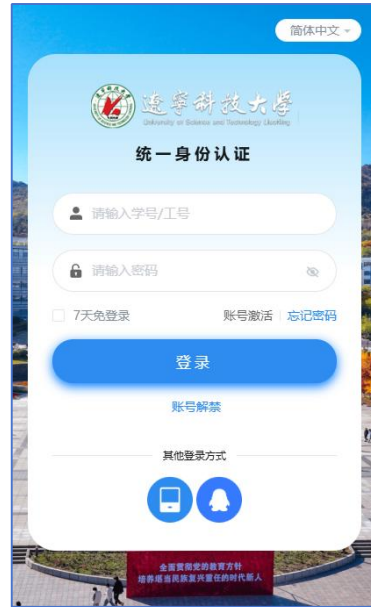 简体中文
遼寧科技大學
University of Science and Technology Liaoning
统一身份认证
请输入学号/工号
请输入密码
7天免登录
账号激活 忘记密码
登录
账号解禁
其他登录方式
全面贯彻党的教育方针
培养堪当民族复兴重任的时代新人